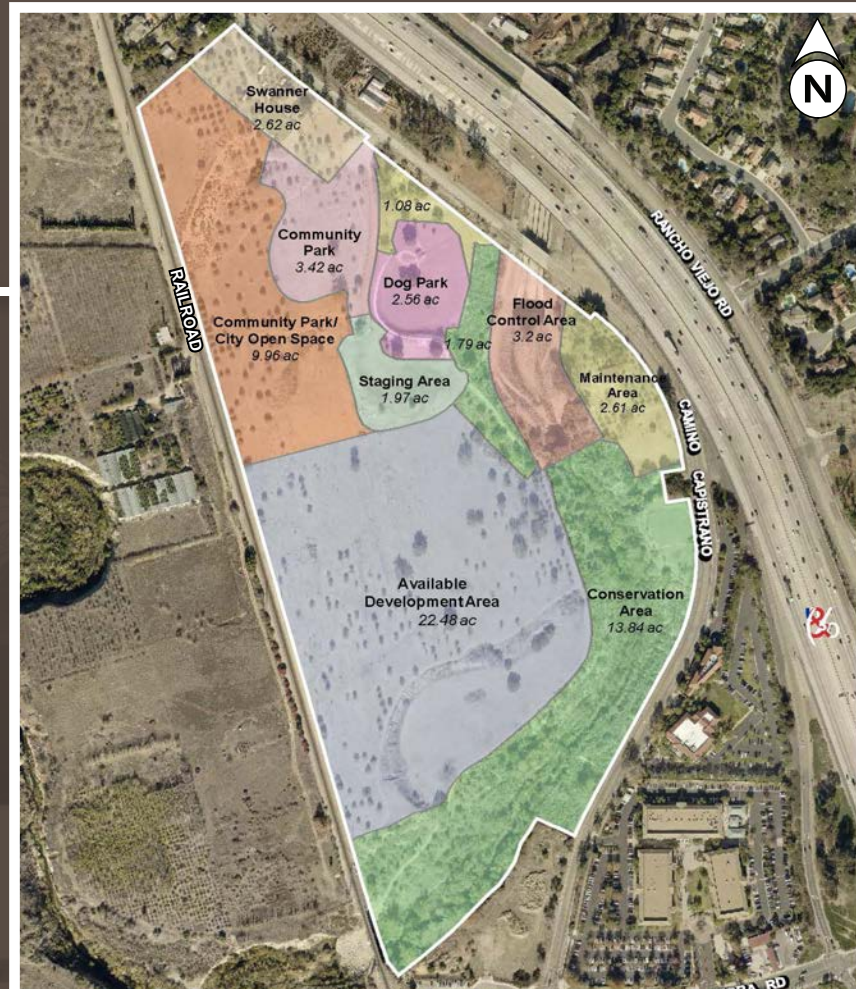 N
Swanner
House
2.62 ac
1.08 ac
RANCHO VIEJO RD
Community
Park
3.42 ac
Dog Park
2.56 ac
Flood
Control Area
3.2 ac
RAILROAD
Community Park/
City Open Space
9.96 ac
1.79 ac
Staging Area
1.97 ac
Maintenance
Area
2.61 ac
CAMINO CAPISTRANO
Available
Development Area
22.48 ac
Conservation
Area
13.84 ac
RD